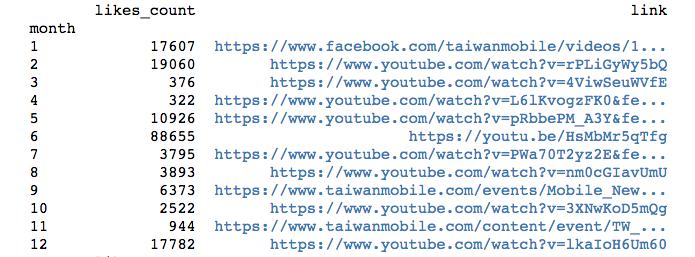 likes_count link
month
1 17607 https://www.facebook.com/taiwanmobile/videos/1...
2 19060 https://www.youtube.com/watch?v=rPLiGyWy5bQ
3 376 https://www.youtube.com/watch?v=4ViwSeuWVfE
4 322 https://www.youtube.com/watch?v=L6lKvogzFK0&fe...
5 10926 https://www.youtube.com/watch?v=pRbbePM_A3Y&fe...
6 88655 https://youtu.be/HsMbMr5qTfg
7 3795 https://www.youtube.com/watch?v=PWa70T2yz2E&fe...
8 3893 https://www.youtube.com/watch?v=nm0cGIavUmU
9 6373 https://www.taiwanmobile.com/events/Mobile_New...
10 2522 https://www.youtube.com/watch?v=3XNwKoD5mQg
11 944 https://www.taiwanmobile.com/content/event/TW_...
12 17782 https://www.youtube.com/watch?v=lkaIoH6Um60